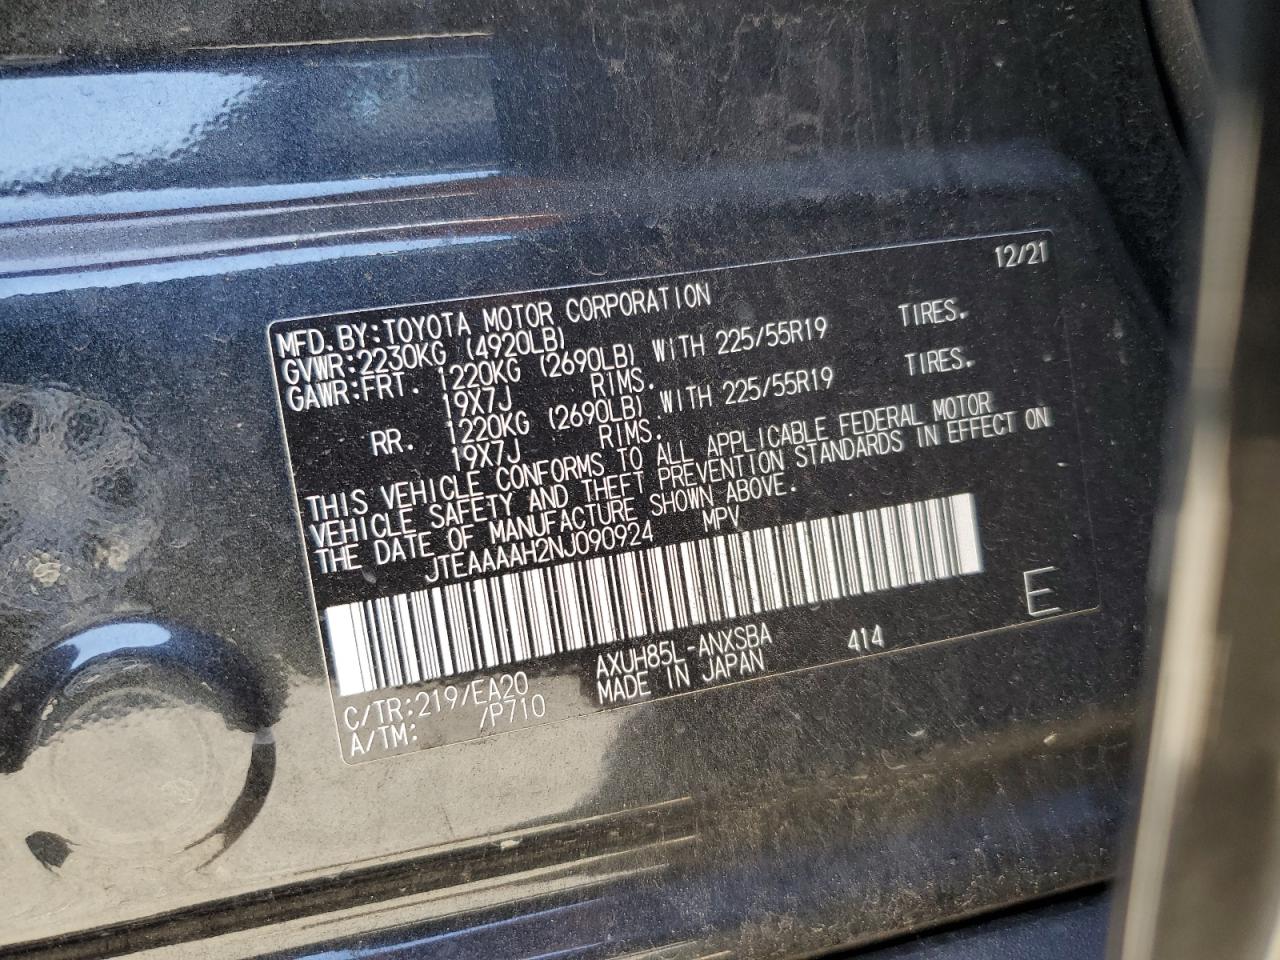 12/21
MFD.BY:TOYOTA MOTOR CORPORATION
GVWR:2230KG (4920LB)
GAWR:FRT. 1220KG (2690LB) WITH 225/55R19 TIRES.
19X7J RIMS.
RR. 1220KG (2690LB) WITH 225/55R19 TIRES.
19X7J RIMS.
THIS VEHICLE CONFORMS TO ALL APPLICABLE FEDERAL MOTOR
VEHICLE SAFETY AND THEFT PREVENTION STANDARDS IN EFFECT ON
THE DATE OF MANUFACTURE SHOWN ABOVE.
JTEAAAAH2NJ090924 MPV
C/TR:219/EA20 AXUH85L-ANXSBA 414 E
A/TM: /P710 MADE IN JAPAN